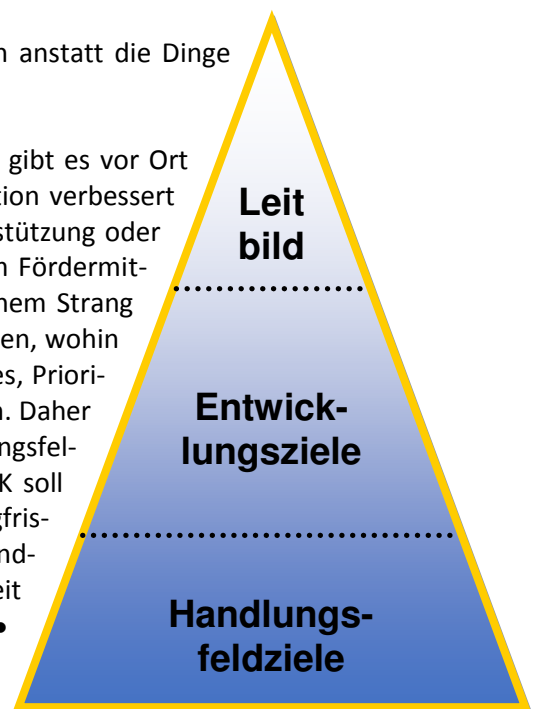 n anstatt die Dinge
gibt es vor Ort
tion verbessert
stützung oder
n Fördermit-
nem Strang
en, wohin
es, Priori-
n. Daher
ngsfel-
K soll
gfris-
nd-
eit
•
Leit
bild
Entwick-
lungsziele
Handlungs-
feldziele